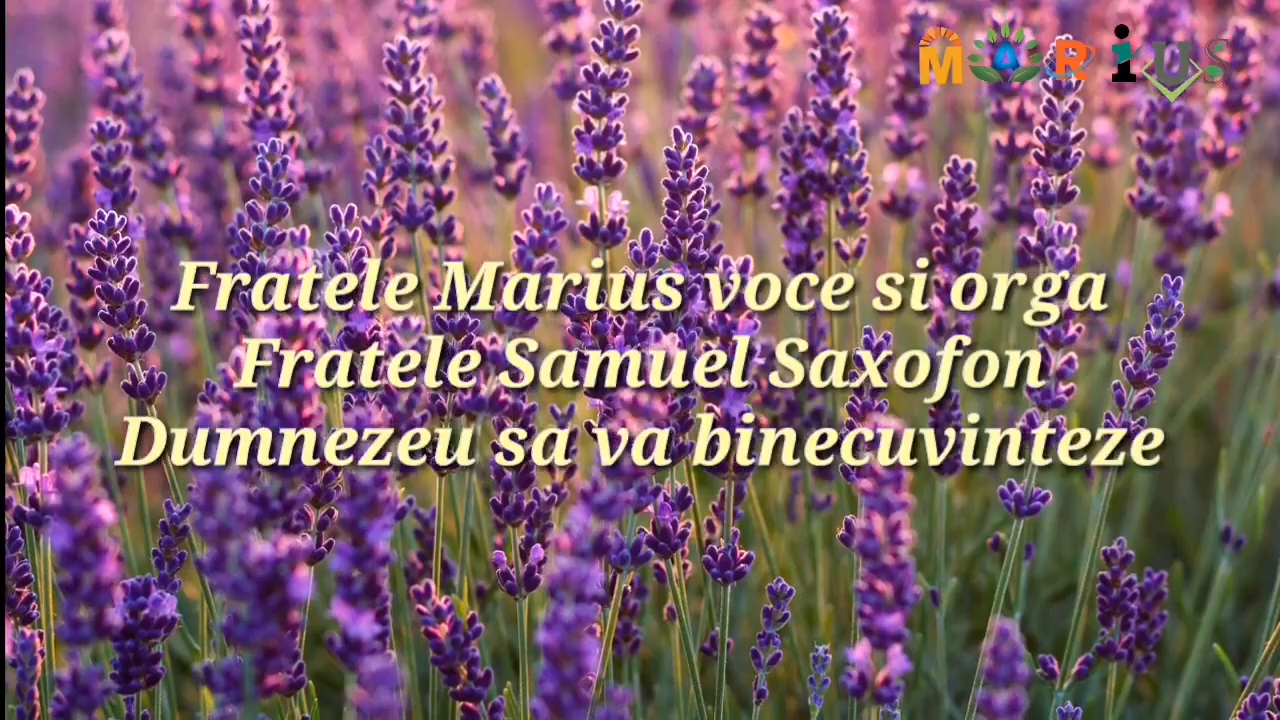 MARiUS
Fratele Marius voce si orga
Fratele Samuel Saxofon
Dumnezeu sa va binecuvinteze